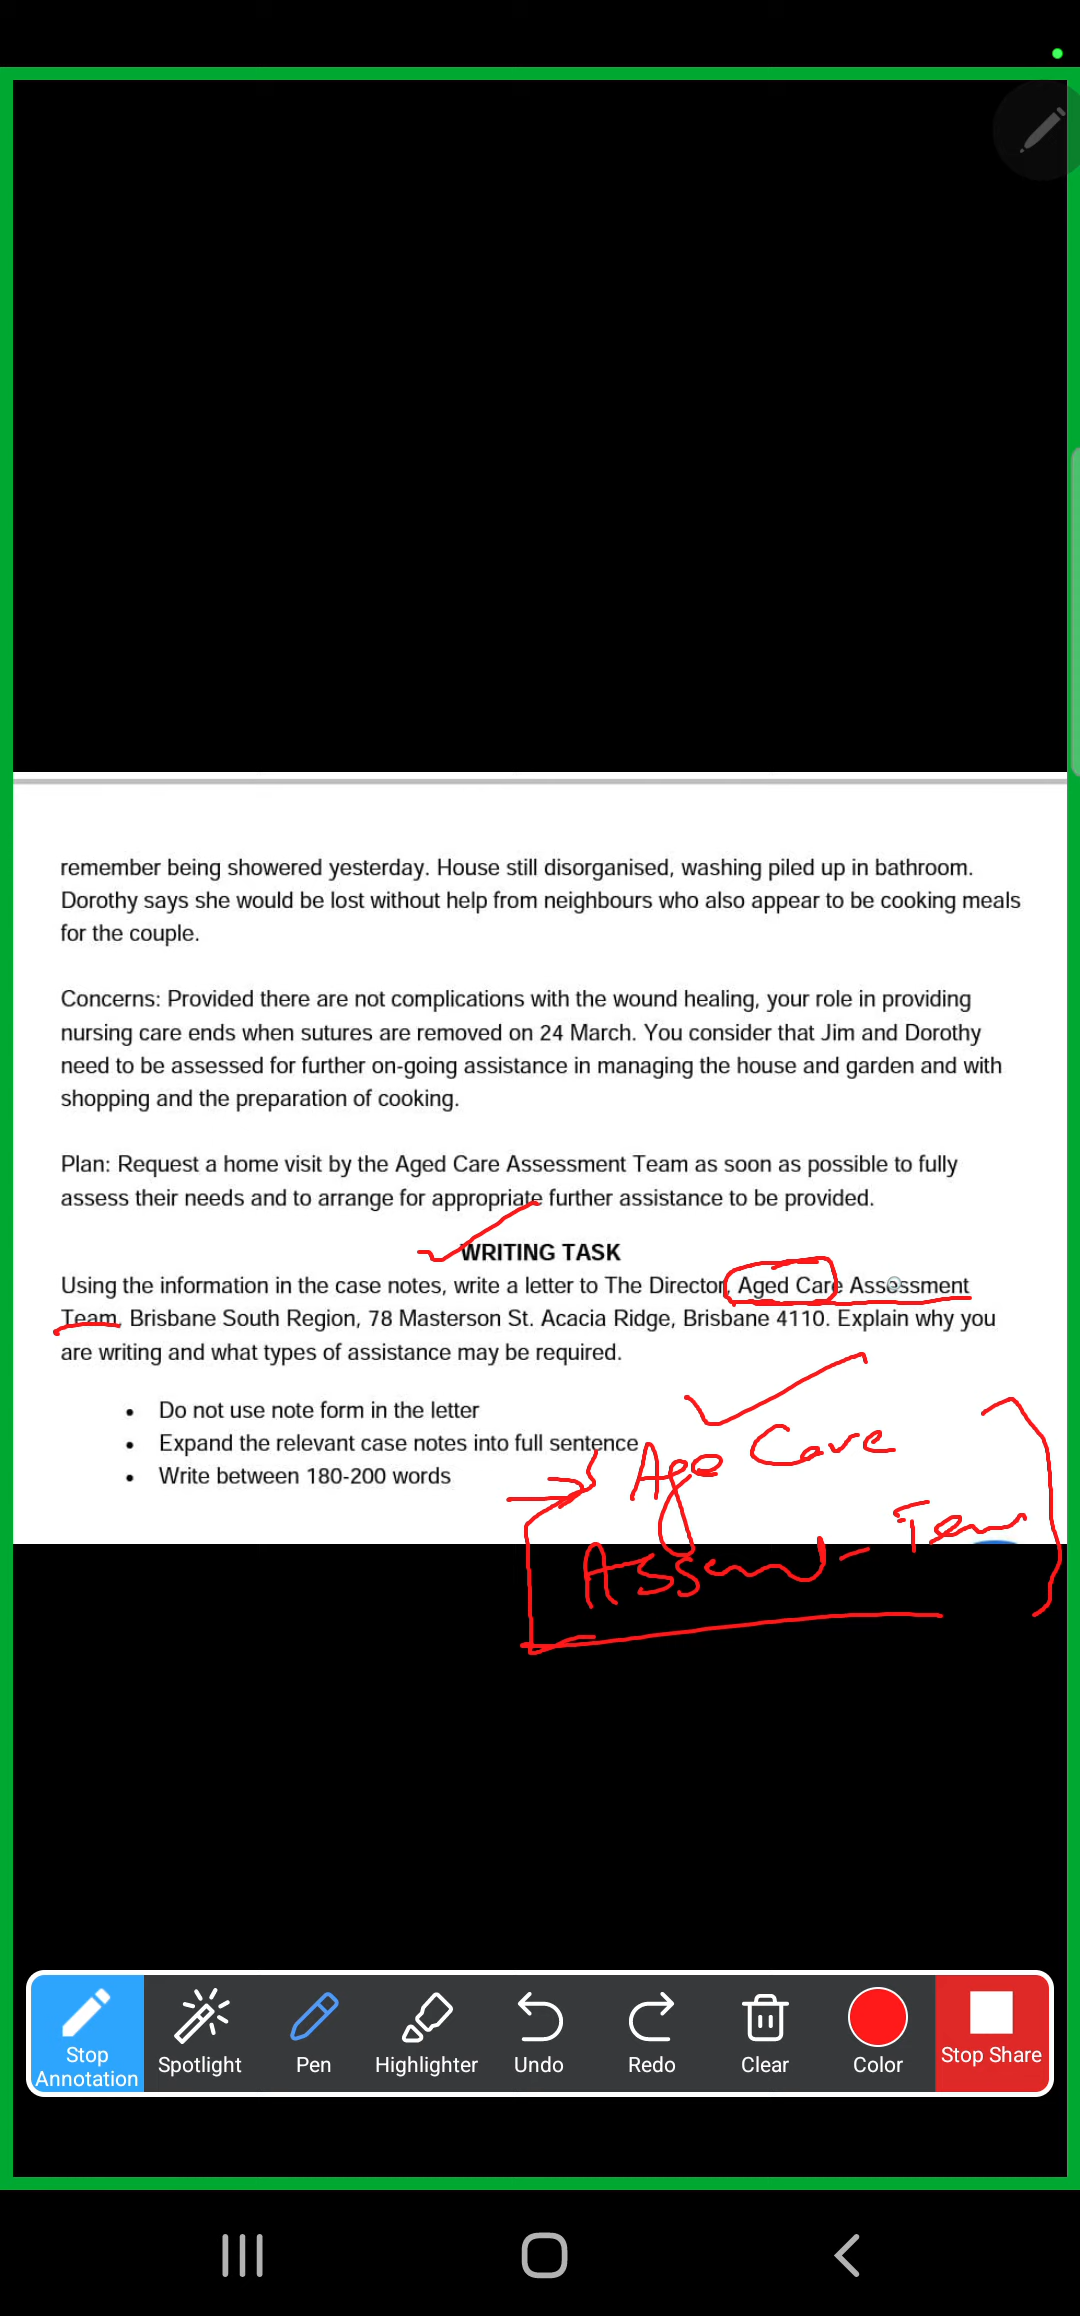 remember being showered yesterday. House still disorganised, washing piled up in bathroom.
Dorothy says she would be lost without help from neighbours who also appear to be cooking meals
for the couple.
Concerns: Provided there are not complications with the wound healing, your role in providing
nursing care ends when sutures are removed on 24 March. You consider that Jim and Dorothy
need to be assessed for further on-going assistance in managing the house and garden and with
shopping and the preparation of cooking.
Plan: Request a home visit by the Aged Care Assessment Team as soon as possible to fully
assess their needs and to arrange for appropriate further assistance to be provided.
WRITING TASK
Using the information in the case notes, write a letter to The Director, Aged Care Assessment
Team, Brisbane South Region, 78 Masterson St. Acacia Ridge, Brisbane 4110. Explain why you
are writing and what types of assistance may be required.
• Do not use note form in the letter
• Expand the relevant case notes into full sentence
• Write between 180-200 words
Age Care
Team
Stop Annotation
Spotlight
Pen
Highlighter
Undo
Redo
Clear
Color
Stop Share